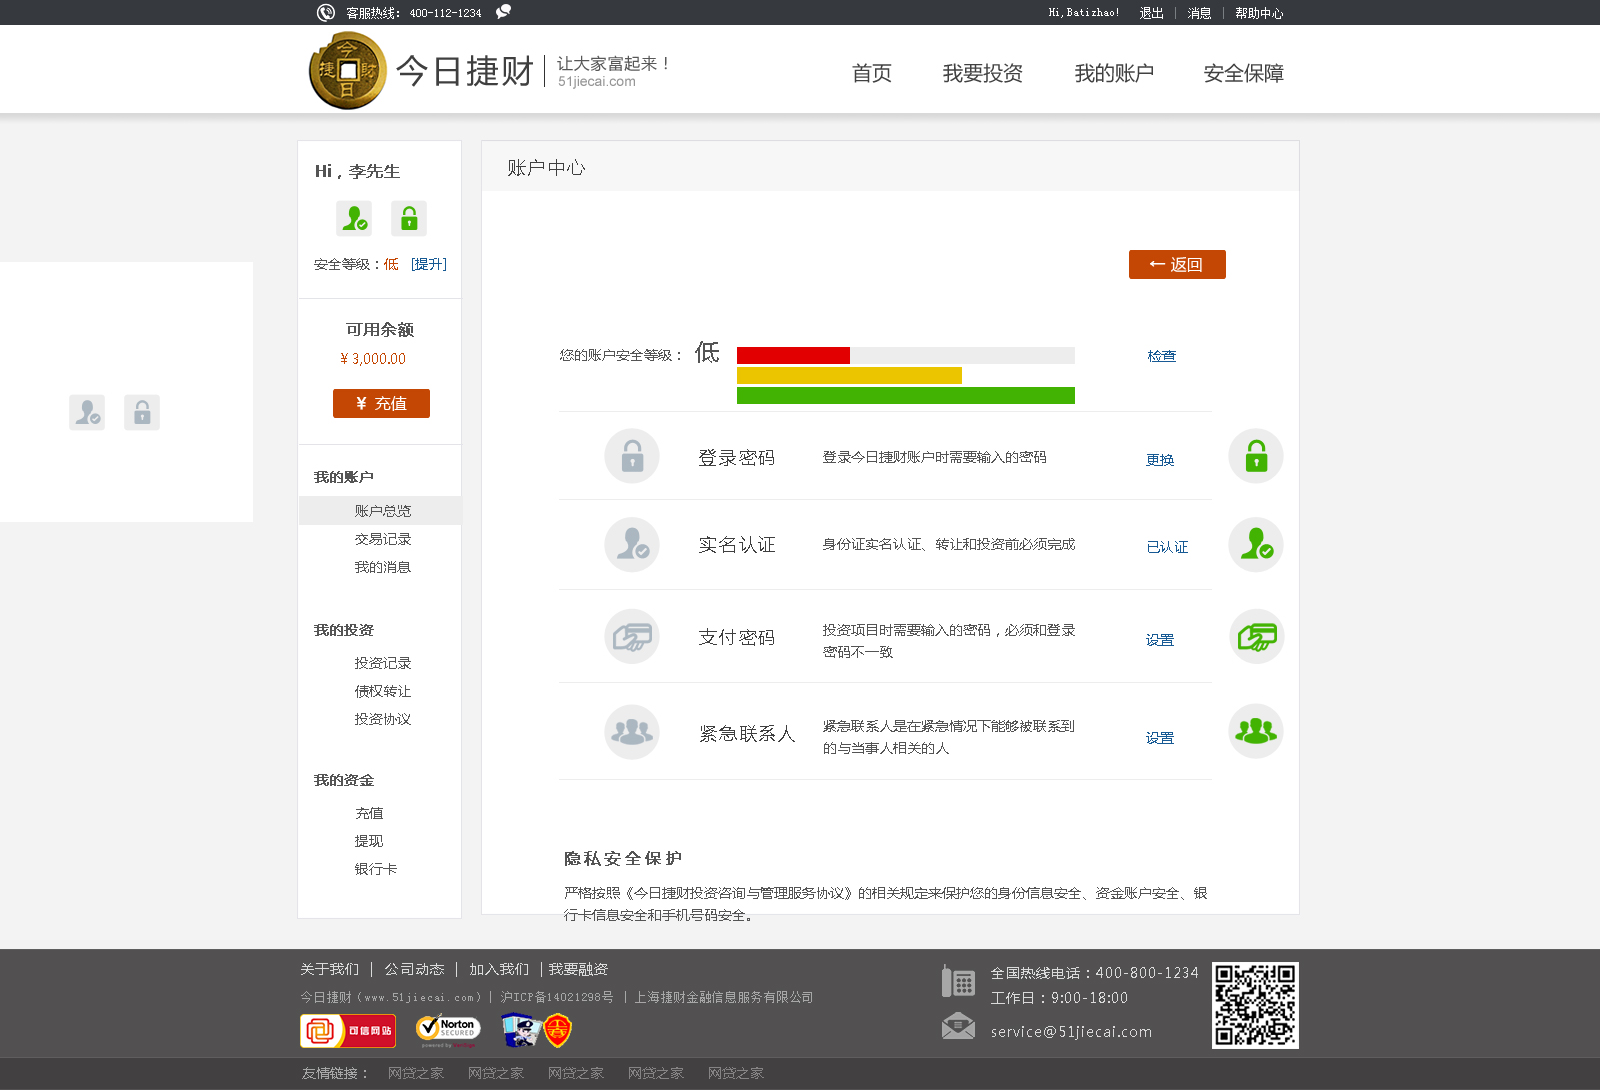 客服热线： 400-112-1234
Hi,Batizhao! 退出 | 消息 | 帮助中心
今日捷财
今日捷财 | 让大家富起来！
51jiecai.com
首页 我要投资 我的账户 安全保障
Hi，李先生
安全等级：低 [提升]
可用余额
¥ 3,000.00
¥ 充值
我的账户
账户总览
交易记录
我的消息
我的投资
投资记录
债权转让
投资协议
我的资金
充值
提现
银行卡
账户中心
← 返回
您的账户安全等级： 低 检查
登录密码 登录今日捷财账户时需要输入的密码 更换
实名认证 身份证实名认证、转让和投资前必须完成 已认证
支付密码 投资项目时需要输入的密码，必须和登录
密码不一致 设置
紧急联系人 紧急联系人是在紧急情况下能够被联系到
的与当事人相关的人 设置
隐私安全保护
严格按照《今日捷财投资咨询与管理服务协议》的相关规定来保护您的身份信息安全、资金账户安全、银
行卡信息安全和手机号码安全。
关于我们 | 公司动态 | 加入我们 | 我要融资
今日捷财（www.51jiecai.com）| 沪ICP备14021298号 | 上海捷财金融信息服务有限公司
可信网站
Norton
SECURED
全国热线电话：400-800-1234
工作日：9:00-18:00
service@51jiecai.com
友情链接： 网贷之家 网贷之家 网贷之家 网贷之家 网贷之家